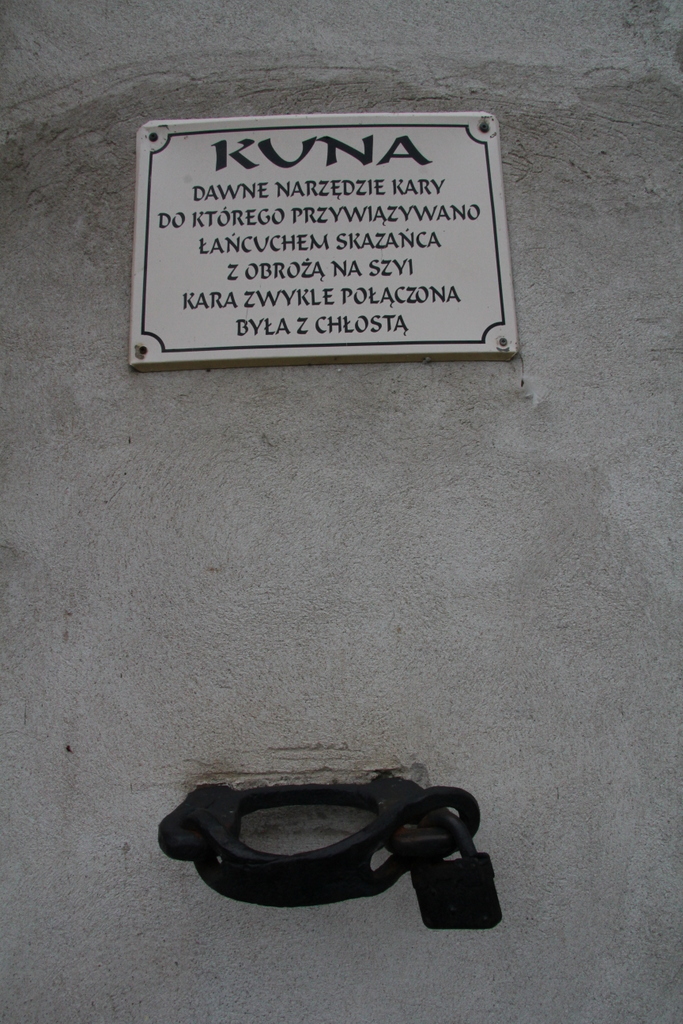 KUNA
DAWNE NARZĘDZIE KARY
DO KTÓREGO PRZYWIĄZYWANO
ŁAŃCUCHEM SKAZAŃCA
Z OBROŻĄ NA SZYI
KARA ZWYKLE POŁĄCZONA
BYŁA Z CHŁOSTĄ